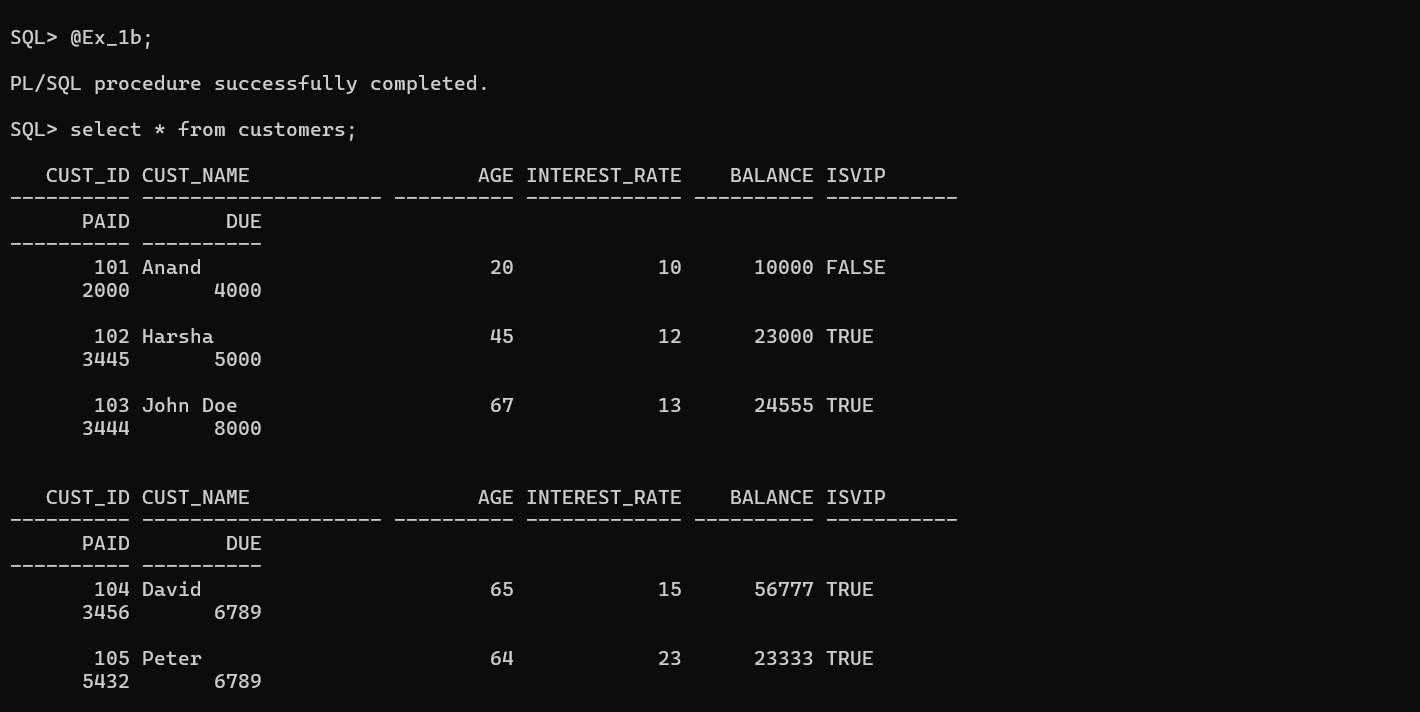 SQL> @Ex_1b;
PL/SQL procedure successfully completed.
SQL> select * from customers;
   CUST_ID CUST_NAME                   AGE INTEREST_RATE    BALANCE ISVIP
---------- -------------------- ---------- ------------- ---------- -----------
      PAID        DUE
---------- ----------
       101 Anand                        20            10      10000 FALSE
      2000       4000
       102 Harsha                       45            12      23000 TRUE
      3445       5000
       103 John Doe                     67            13      24555 TRUE
      3444       8000
   CUST_ID CUST_NAME                   AGE INTEREST_RATE    BALANCE ISVIP
---------- -------------------- ---------- ------------- ---------- -----------
      PAID        DUE
---------- ----------
       104 David                        65            15      56777 TRUE
      3456       6789
       105 Peter                        64            23      23333 TRUE
      5432       6789